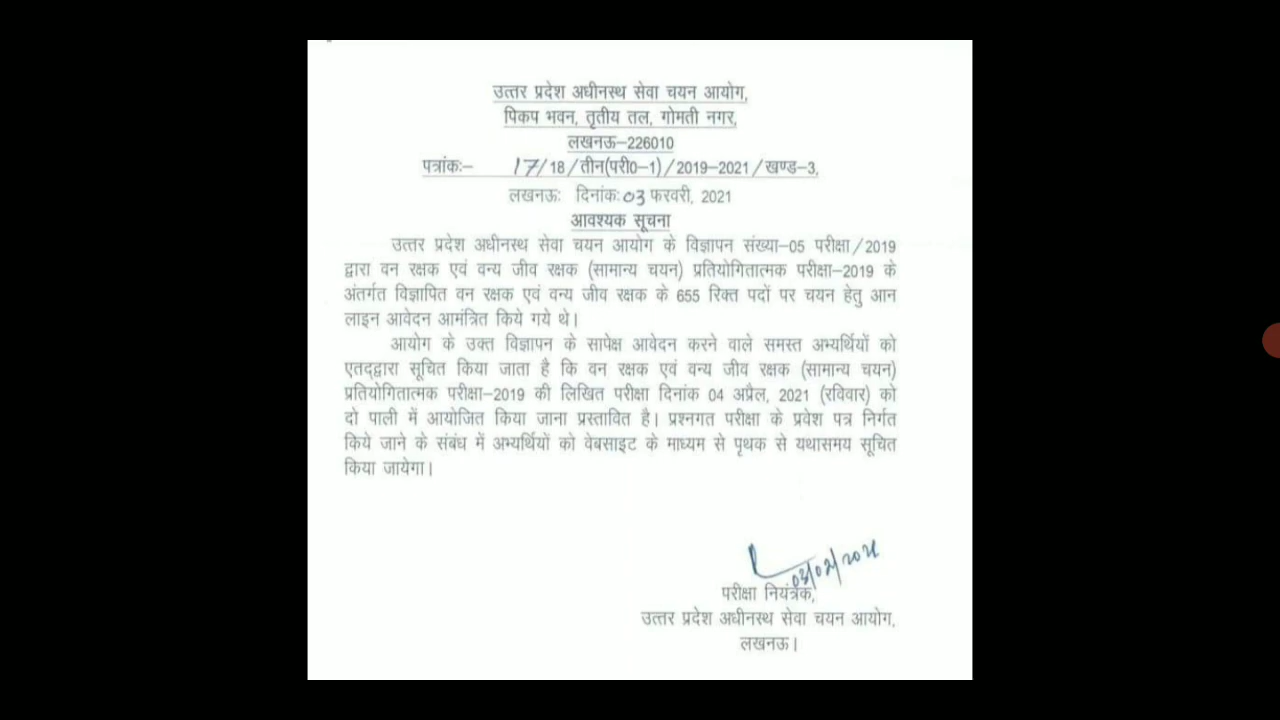 उत्तर प्रदेश अधीनस्थ सेवा चयन आयोग,
पिकप भवन, तृतीय तल, गोमती नगर,
लखनऊ–226010
पत्रांकः– 17/18/तीन(परी0–1)/2019–2021/खण्ड–3,
लखनऊः दिनांकः03 फरवरी, 2021
आवश्यक सूचना
उत्तर प्रदेश अधीनस्थ सेवा चयन आयोग के विज्ञापन संख्या–05 परीक्षा/2019
द्वारा वन रक्षक एवं वन्य जीव रक्षक (सामान्य चयन) प्रतियोगितात्मक परीक्षा–2019 के
अंतर्गत विज्ञापित वन रक्षक एवं वन्य जीव रक्षक के 655 रिक्त पदों पर चयन हेतु आन
लाइन आवेदन आमंत्रित किये गये थे।
आयोग के उक्त विज्ञापन के सापेक्ष आवेदन करने वाले समस्त अभ्यर्थियों को
एतद्द्वारा सूचित किया जाता है कि वन रक्षक एवं वन्य जीव रक्षक (सामान्य चयन)
प्रतियोगितात्मक परीक्षा–2019 की लिखित परीक्षा दिनांक 04 अप्रैल, 2021 (रविवार) को
दो पाली में आयोजित किया जाना प्रस्तावित है। प्रश्नगत परीक्षा के प्रवेश पत्र निर्गत
किये जाने के संबंध में अभ्यर्थियों को वेबसाइट के माध्यम से पृथक से यथासमय सूचित
किया जायेगा।
03/02/2021
परीक्षा नियंत्रक,
उत्तर प्रदेश अधीनस्थ सेवा चयन आयोग,
लखनऊ।